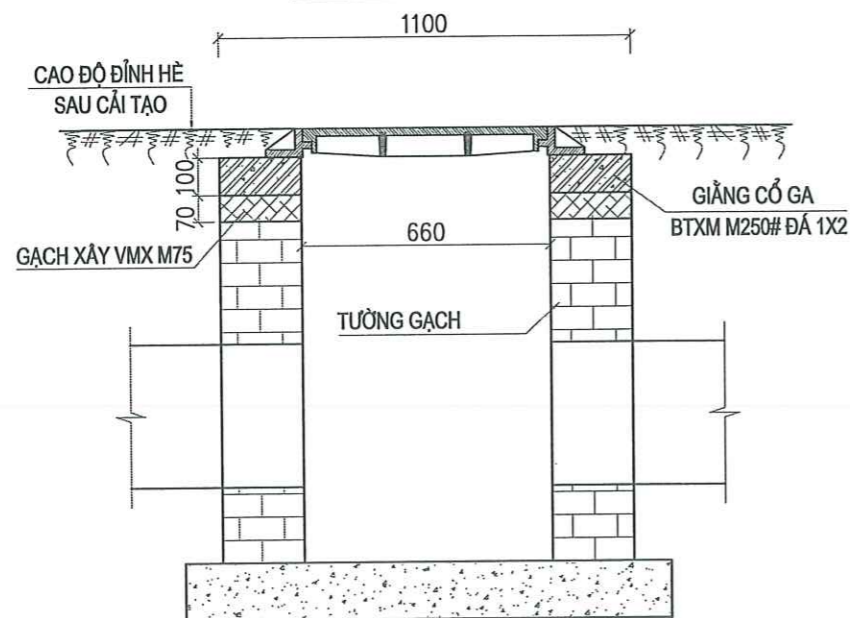 1100
CAO ĐỘ ĐỈNH HÈ
SAU CẢI TẠO
100
70
GIẰNG CỔ GA
BTXM M250# ĐÁ 1X2
660
GẠCH XÂY VMX M75
TƯỜNG GẠCH